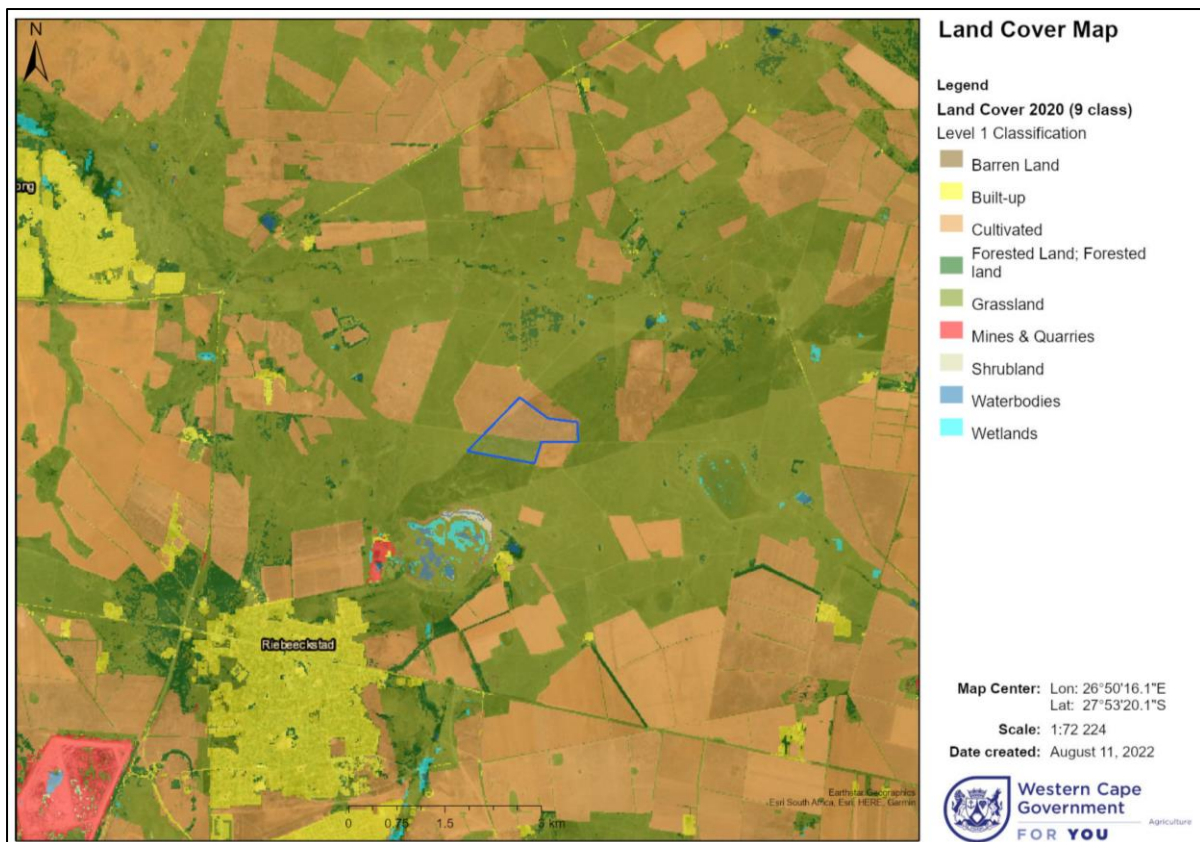 Land Cover Map
N
Legend
Land Cover 2020 (9 class)
Level 1 Classification
Barren Land
Built-up
Cultivated
Forested Land; Forested
land
Grassland
Mines & Quarries
Shrubland
Waterbodies
Wetlands
ong
Riebeeckstad
Map Center: Lon: 26°50'16.1"E
Lat: 27°53'20.1"S
Scale: 1:72 224
Date created: August 11, 2022
Earthstar Geographics
Esri South Africa, Esri, HERE, Garmin
0 0.75 1.5 3 km
Western Cape
Government
Agriculture
FOR YOU